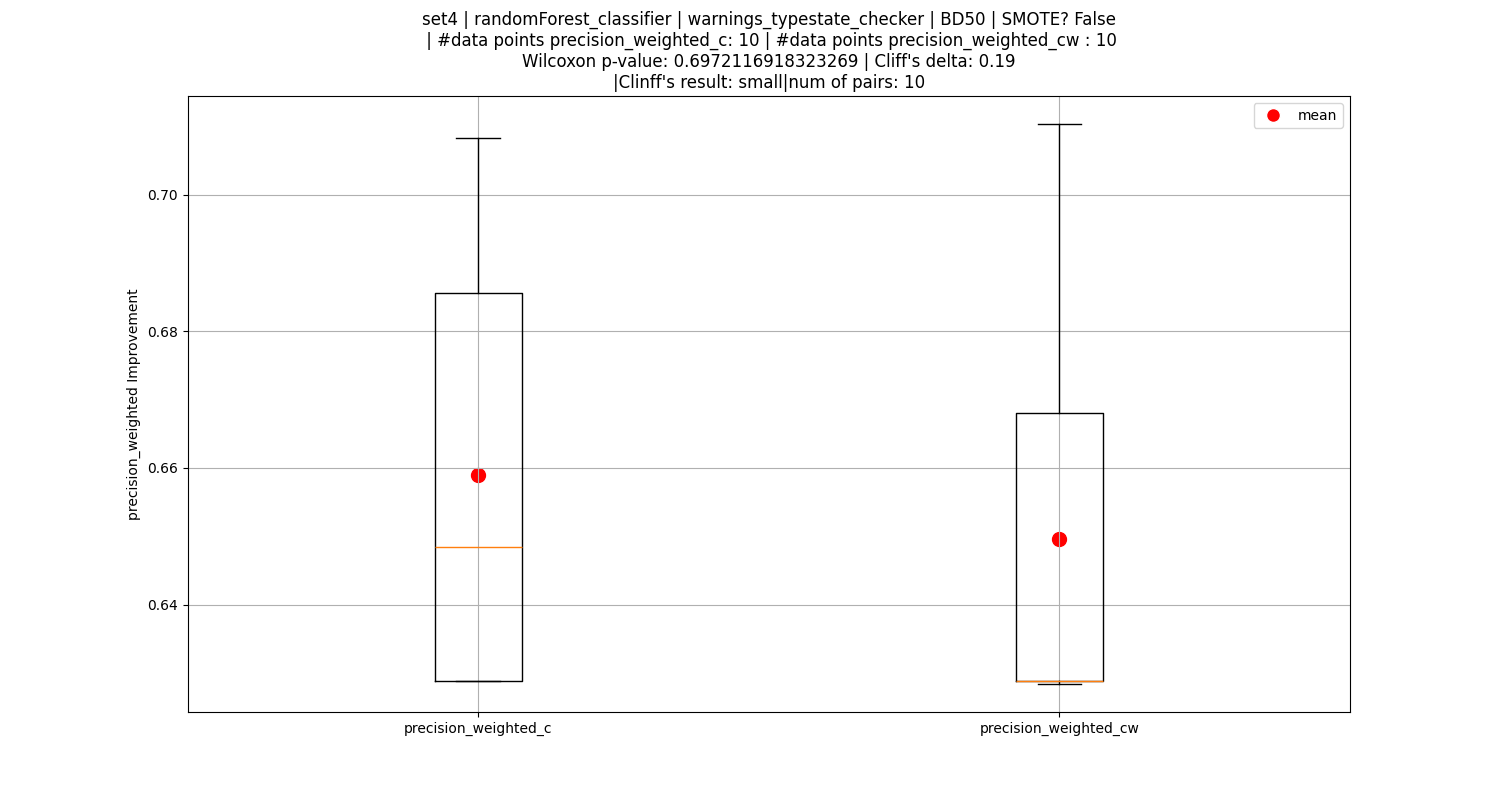 set4 | randomForest_classifier | warnings_typestate_checker | BD50 | SMOTE? False
| #data points precision_weighted_c: 10 | #data points precision_weighted_cw : 10
Wilcoxon p-value: 0.6972116918323269 | Cliff's delta: 0.19
|Clinff's result: small|num of pairs: 10
mean
0.70
0.68
0.66
0.64
precision_weighted Improvement
precision_weighted_c
precision_weighted_cw